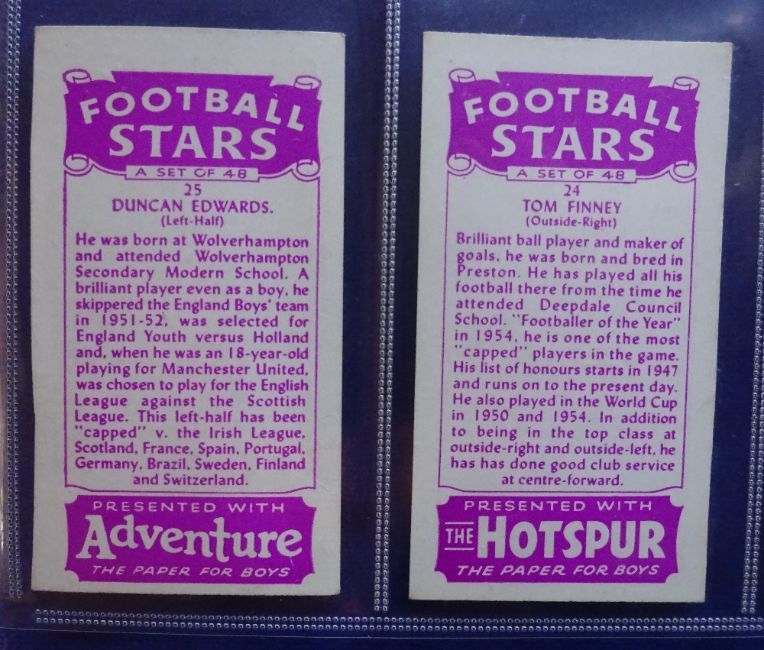 FOOTBALL
STARS
A SET OF 48
25
DUNCAN EDWARDS.
(Left-Half)
He was born at Wolverhampton
and attended Wolverhampton
Secondary Modern School. A
brilliant player even as a boy, he
skippered the England Boys' team
in 1951-52, was selected for
England Youth versus Holland
and, when he was an 18-year-old
playing for Manchester United,
was chosen to play for the English
League against the Scottish
League. This left-half has been
"capped" v. the Irish League,
Scotland, France, Spain, Portugal,
Germany, Brazil, Sweden, Finland
and Switzerland.
PRESENTED WITH
Adventure
THE PAPER FOR BOYS
FOOTBALL
STARS
A SET OF 48
24
TOM FINNEY
(Outside-Right)
Brilliant ball player and maker of
goals, he was born and bred in
Preston. He has played all his
football there from the time he
attended Deepdale Council
School. "Footballer of the Year"
in 1954, he is one of the most
"capped" players in the game.
His list of honours starts in 1947
and runs on to the present day.
He also played in the World Cup
in 1950 and 1954. In addition
to being in the top class at
outside-right and outside-left, he
has has done good club service
at centre-forward.
PRESENTED WITH
THE HOTSPUR
THE PAPER FOR BOYS